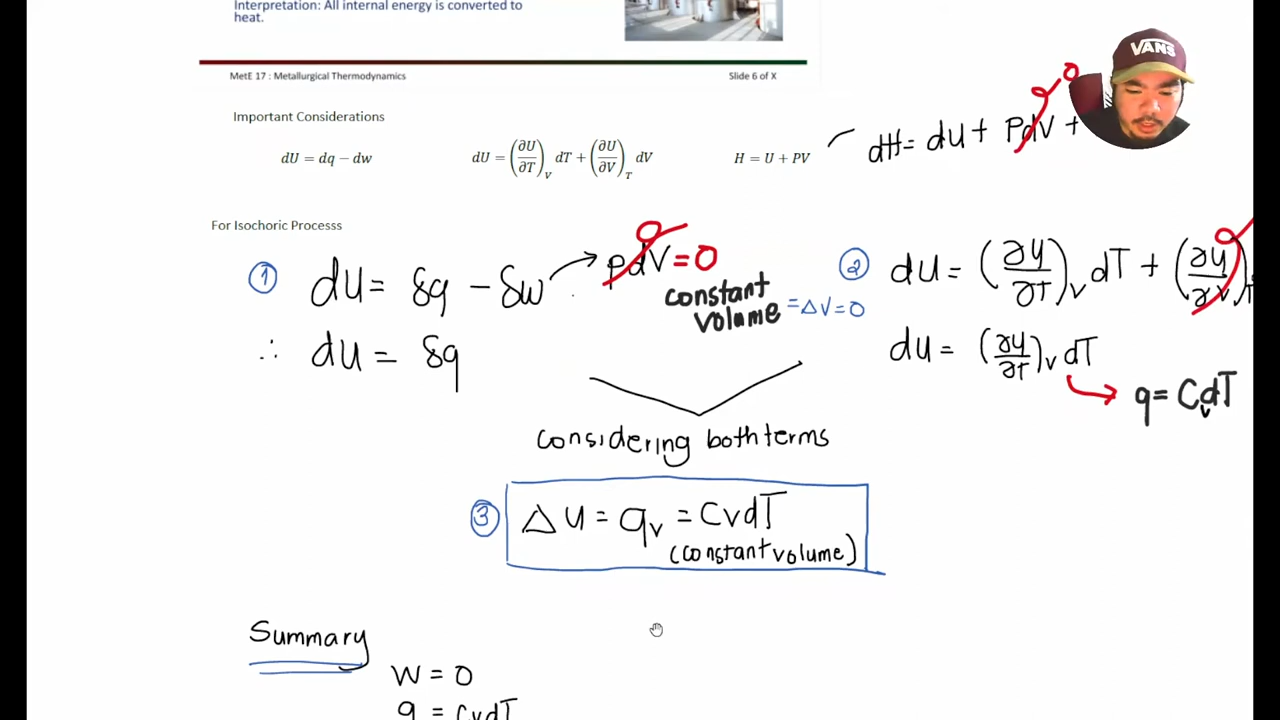 Interpretation: All internal energy is converted to
heat.
MetE 17 : Metallurgical Thermodynamics
Slide 6 of X
VANS
Important Considerations
dU = dq − dw
dU = (∂U/∂T)_V dT + (∂U/∂V)_T dV
H = U + PV
dH = dU + PdV +
0
For Isochoric Processs
① dU = δq − δw → PdV = 0
constant
volume = ΔV = 0
∴ dU = δq
② dU = (∂U/∂T)_V dT + (∂U/∂V)_T
dU = (∂U/∂T)_V dT
q = C_v dT
considering both terms
③ ΔU = q_v = CvdT
(constant volume)
Summary
W = 0
q = CvdT